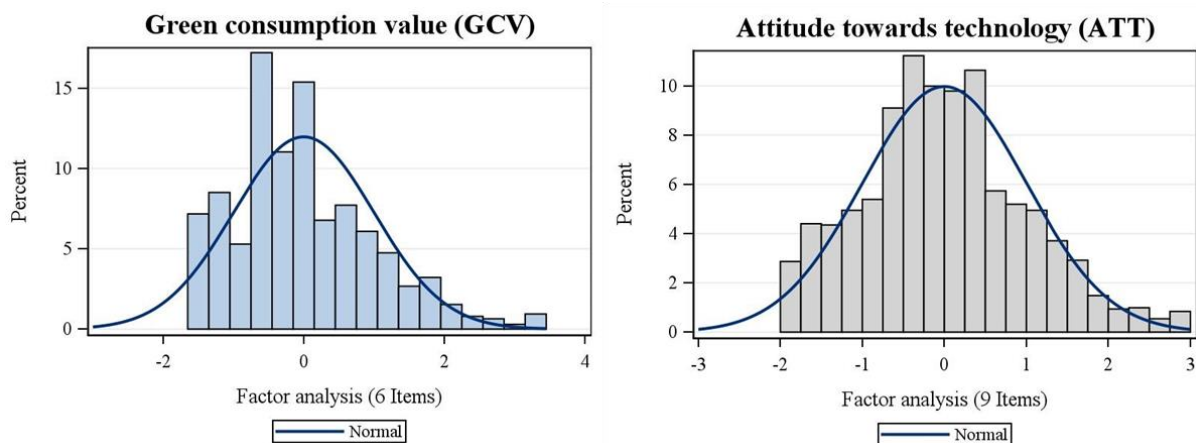 Green consumption value (GCV)
Percent
15
10
5
0
-2
0
2
4
Factor analysis (6 Items)
Normal
Attitude towards technology (ATT)
Percent
10
8
6
4
2
0
-3
-2
-1
0
1
2
3
Factor analysis (9 Items)
Normal